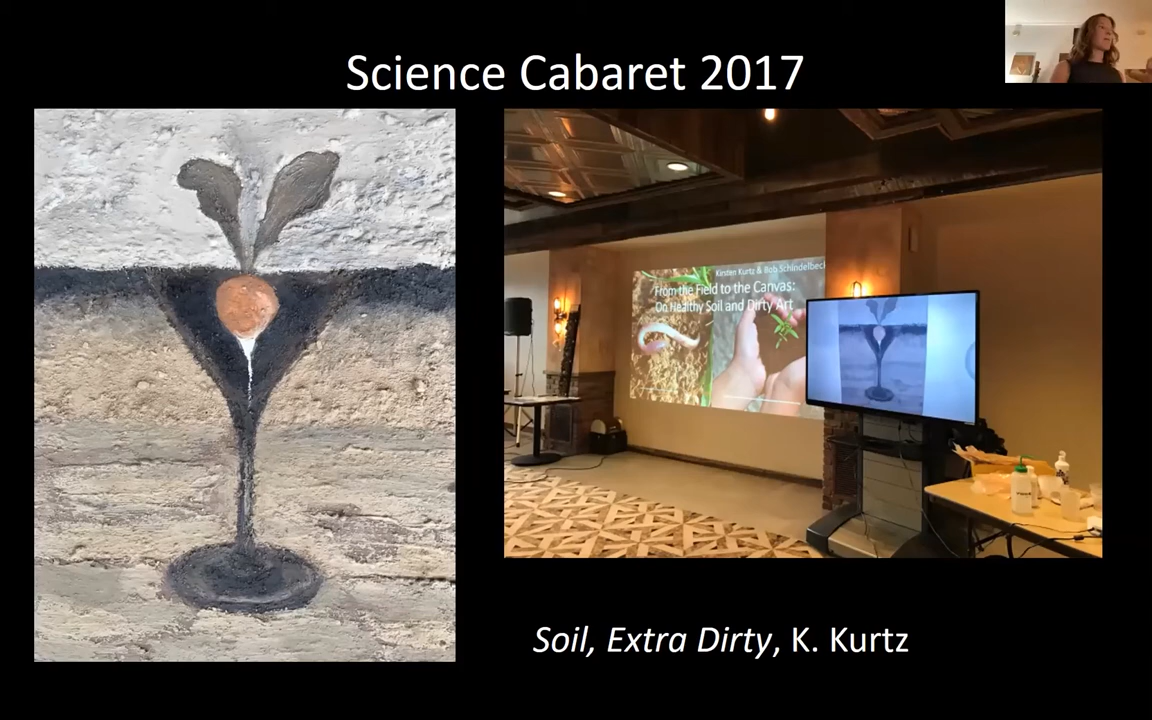 Science Cabaret 2017
Kirsten Kurtz & Bob Schindelbeck
From the Field to the Canvas:
On Healthy Soil and Dirty Art
Soil, Extra Dirty, K. Kurtz